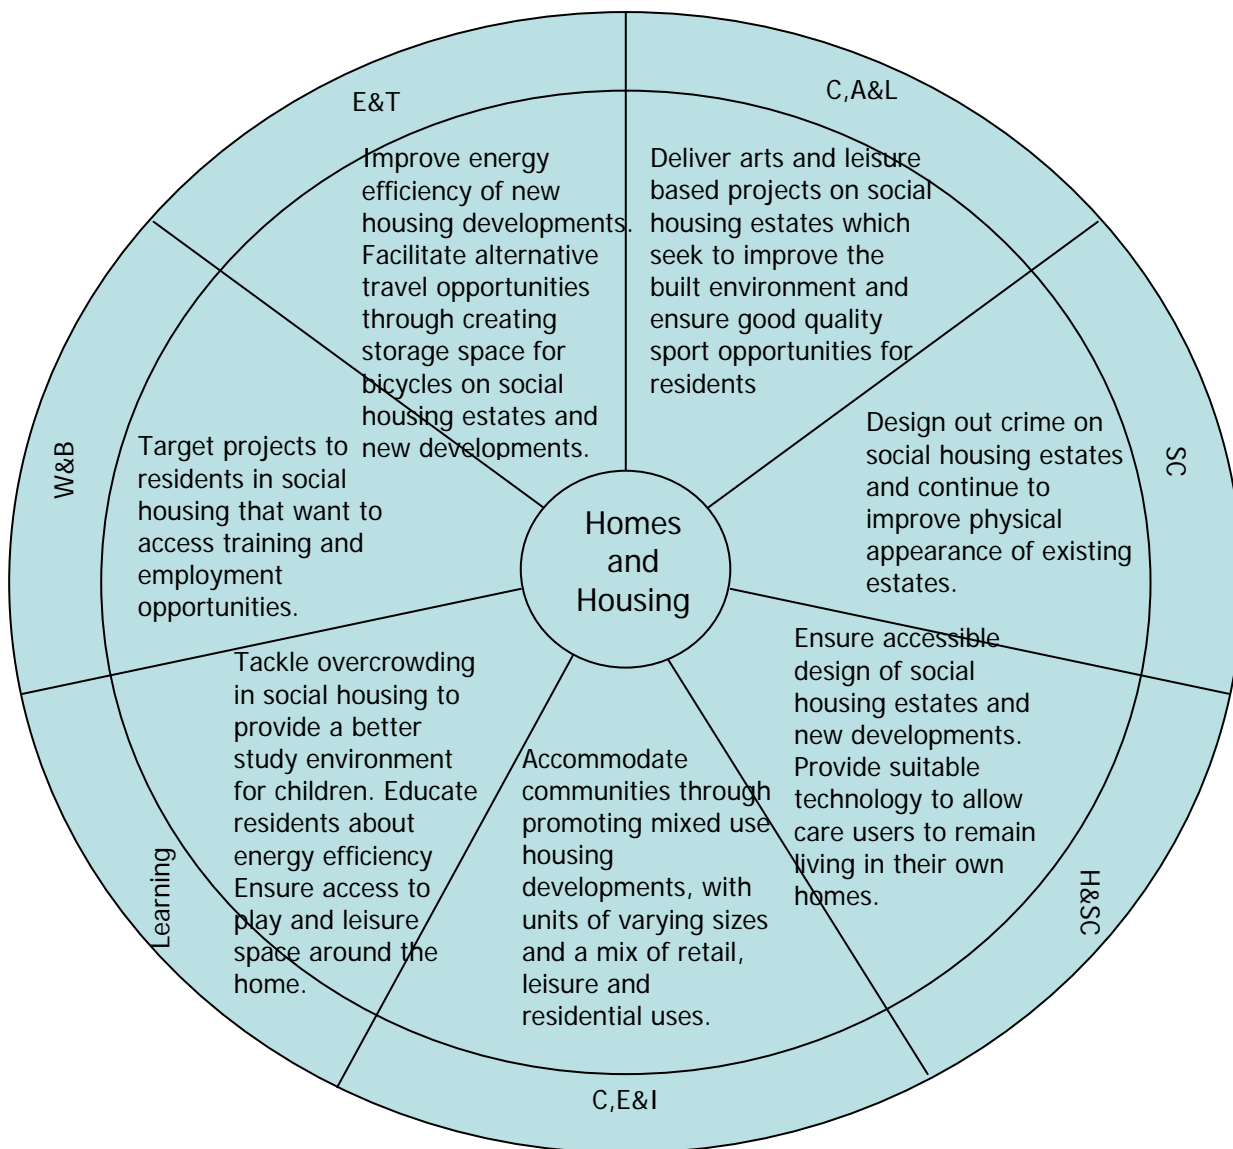 E&T
Improve energy
efficiency of new
housing developments.
Facilitate alternative
travel opportunities
through creating
storage space for
bicycles on social
housing estates and
new developments.
C,A&L
Deliver arts and leisure
based projects on social
housing estates which
seek to improve the
built environment and
ensure good quality
sport opportunities for
residents
SC
Design out crime on
social housing estates
and continue to
improve physical
appearance of existing
estates.
H&SC
Ensure accessible
design of social
housing estates and
new developments.
Provide suitable
technology to allow
care users to remain
living in their own
homes.
C,E&I
Accommodate
communities through
promoting mixed use
housing
developments, with
units of varying sizes
and a mix of retail,
leisure and
residential uses.
Learning
Tackle overcrowding
in social housing to
provide a better
study environment
for children. Educate
residents about
energy efficiency
Ensure access to
play and leisure
space around the
home.
W&B
Target projects to
residents in social
housing that want to
access training and
employment
opportunities.
Homes
and
Housing